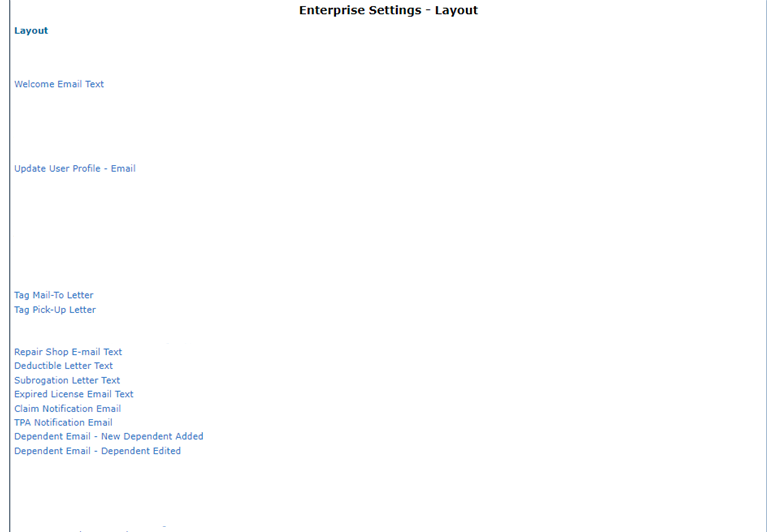 Enterprise Settings - Layout
Layout
Welcome Email Text
Update User Profile - Email
Tag Mail-To Letter
Tag Pick-Up Letter
Repair Shop E-mail Text
Deductible Letter Text
Subrogation Letter Text
Expired License Email Text
Claim Notification Email
TPA Notification Email
Dependent Email - New Dependent Added
Dependent Email - Dependent Edited